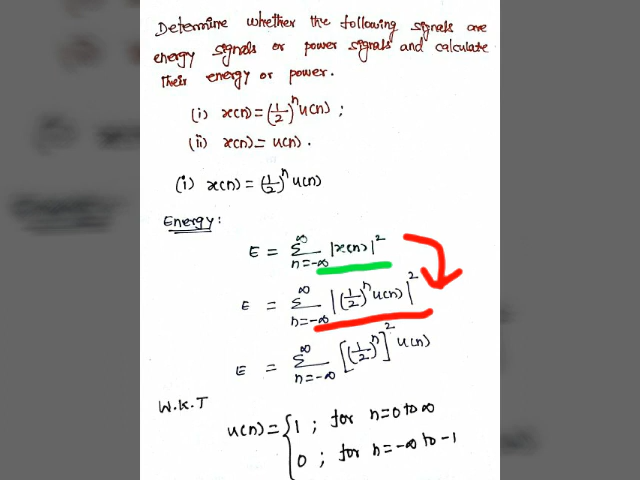 Determine whether the following signals are
energy signals or power signals and calculate
their energy or power.
(i) x(n) = (1/2)^n u(n) ;
(ii) x(n) = u(n) .
(i) x(n) = (1/2)^n u(n)
Energy :
E = Σ_{n=-∞}^{∞} |x(n)|^2
E = Σ_{n=-∞}^{∞} |(1/2)^n u(n)|^2
E = Σ_{n=-∞}^{∞} [(1/2)^n]^2 u(n)
W.K.T
u(n) = { 1 ; for n = 0 to ∞
0 ; for n = -∞ to -1